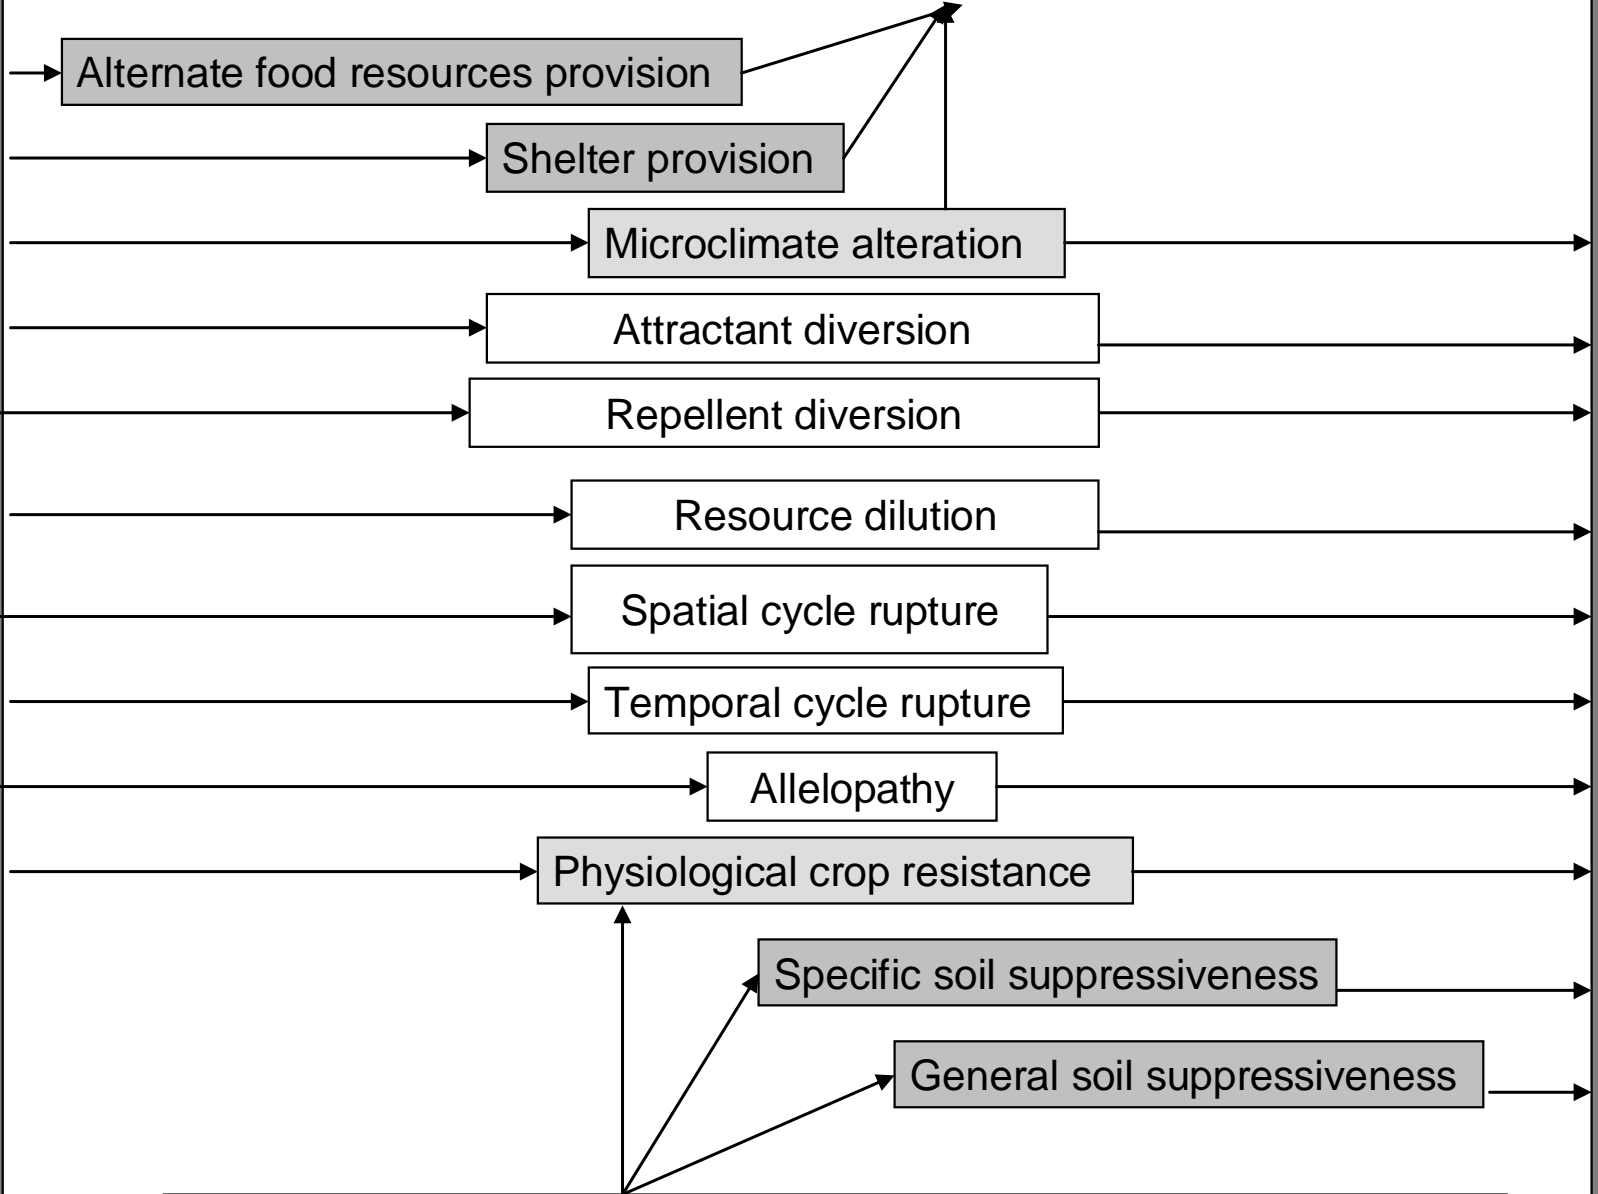 Alternate food resources provision
Shelter provision
Microclimate alteration
Attractant diversion
Repellent diversion
Resource dilution
Spatial cycle rupture
Temporal cycle rupture
Allelopathy
Physiological crop resistance
Specific soil suppressiveness
General soil suppressiveness